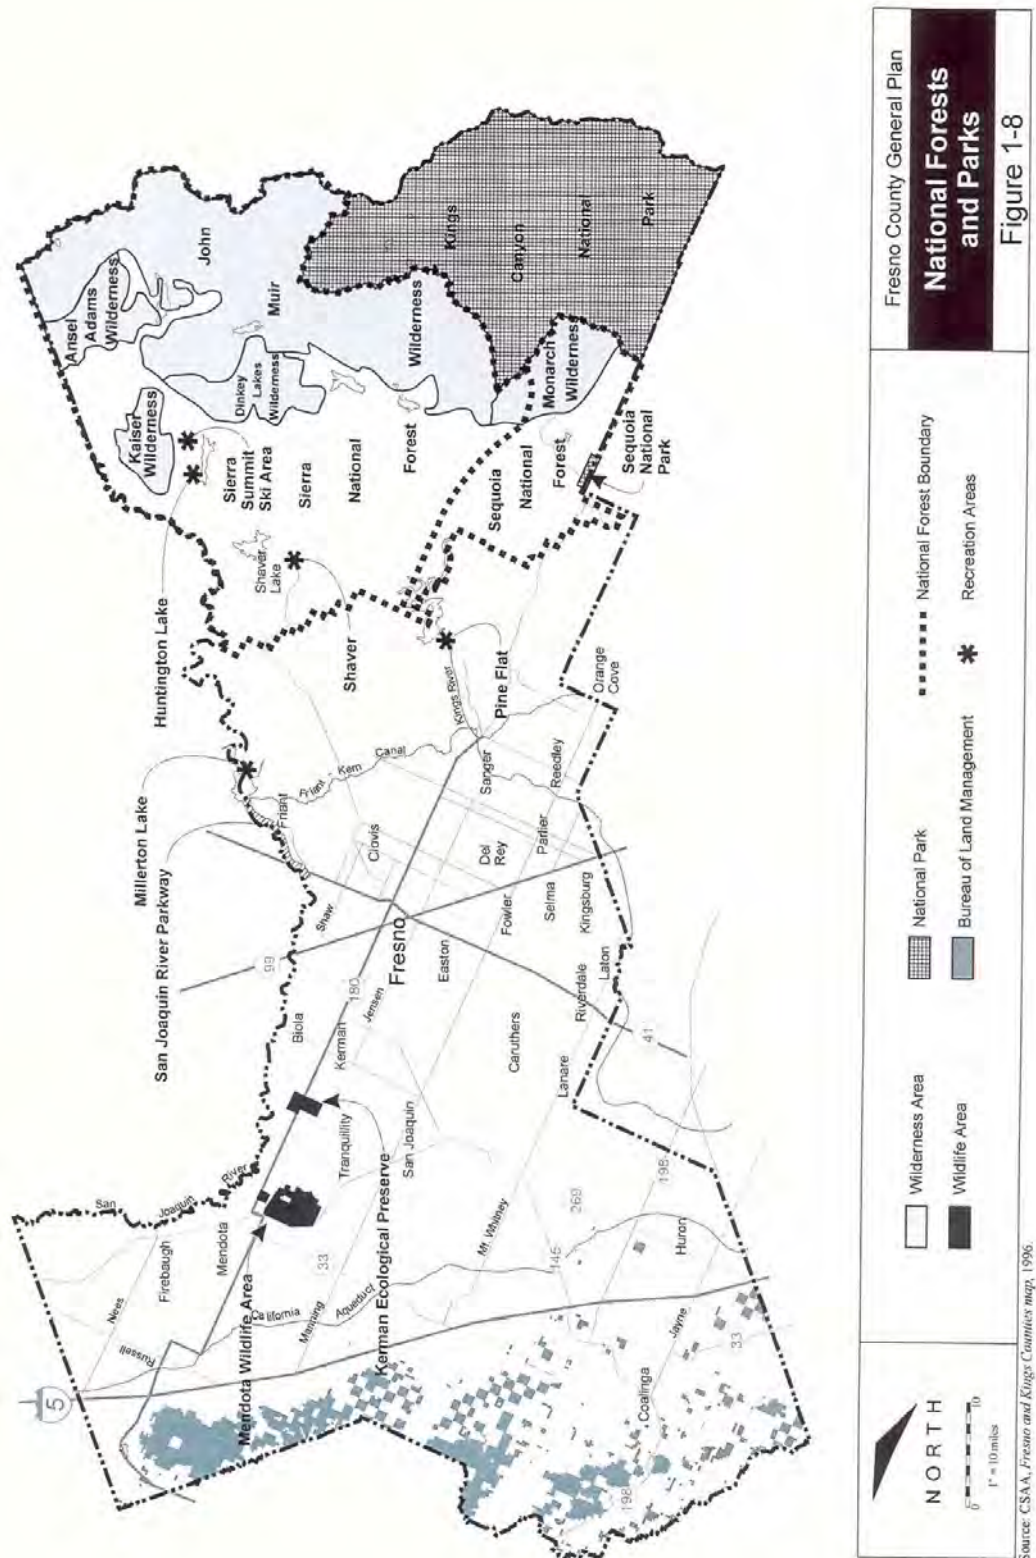 Ansel
Adams
Wilderness
John
Muir
Wilderness
Kaiser
Wilderness
Dinkey
Lakes
Wilderness
Kings
Canyon
National
Park
Monarch
Wilderness
Huntington Lake
Sierra
Summit
Ski Area
Sierra
National
Forest
Sequoia
National
Forest
Sequoia
National
Park
Shaver
Lake
Shaver
Pine Flat
Kings River
Millerton Lake
San Joaquin River Parkway
Friant
Friant - Kern Canal
Orange
Cove
Clovis
Sanger
Reedley
Del
Rey
Parlier
Shaw
99
Fresno
Fowler
Selma
Kingsburg
Easton
180
Jensen
Biola
Kerman
Caruthers
Riverdale
Laton
Lanare
41
San Joaquin River
Tranquillity
San Joaquin
Kerman Ecological Preserve
Mendota Wildlife Area
Mendota
Firebaugh
Nees
Russell
California Aqueduct
Manning
33
Mt. Whitney
145
269
198
Huron
5
Jayne
33
Coalinga
198
Fresno County General Plan
National Forests
and Parks
Figure 1-8
NORTH
0 10
1" = 10 miles
Wilderness Area
Wildlife Area
National Park
Bureau of Land Management
National Forest Boundary
Recreation Areas
Source: CSAA, Fresno and Kings Counties map, 1996